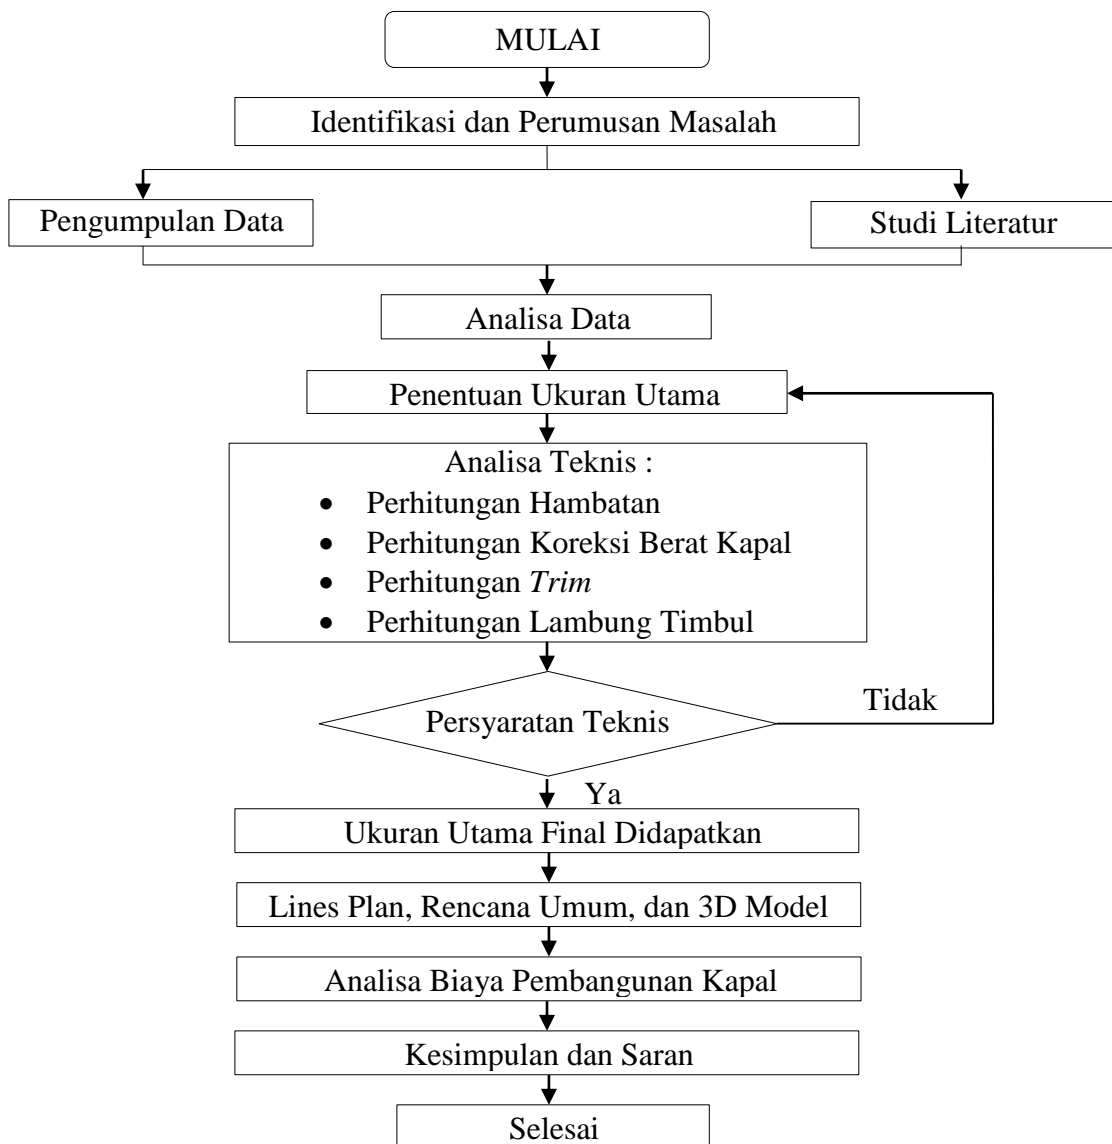 MULAI
Identifikasi dan Perumusan Masalah
Pengumpulan Data
Studi Literatur
Analisa Data
Penentuan Ukuran Utama
Analisa Teknis :
• Perhitungan Hambatan
• Perhitungan Koreksi Berat Kapal
• Perhitungan Trim
• Perhitungan Lambung Timbul
Persyaratan Teknis
Tidak
Ya
Ukuran Utama Final Didapatkan
Lines Plan, Rencana Umum, dan 3D Model
Analisa Biaya Pembangunan Kapal
Kesimpulan dan Saran
Selesai